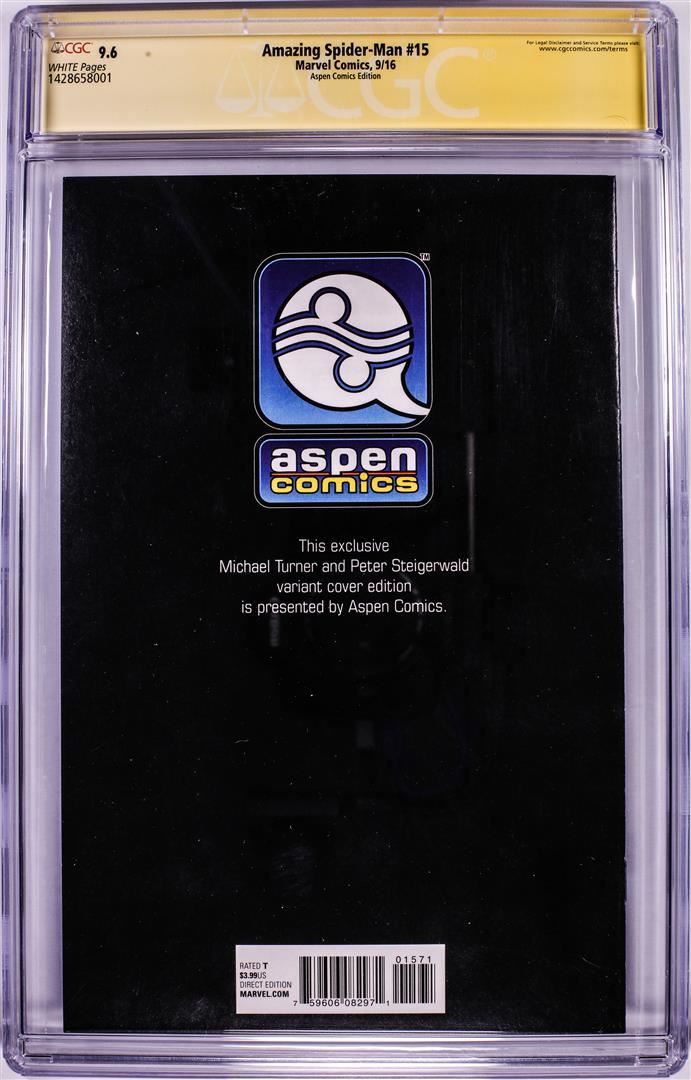 CGC 9.6
WHITE Pages
1428658001
Amazing Spider-Man #15
Marvel Comics, 9/16
Aspen Comics Edition
For Legal Disclaimer and Service Terms please visit:
www.cgccomics.com/terms
CGC®
TM
aspen
comics
This exclusive
Michael Turner and Peter Steigerwald
variant cover edition
is presented by Aspen Comics.
RATED T
$3.99US
DIRECT EDITION
MARVEL.COM
01571
7 59606 08297 1